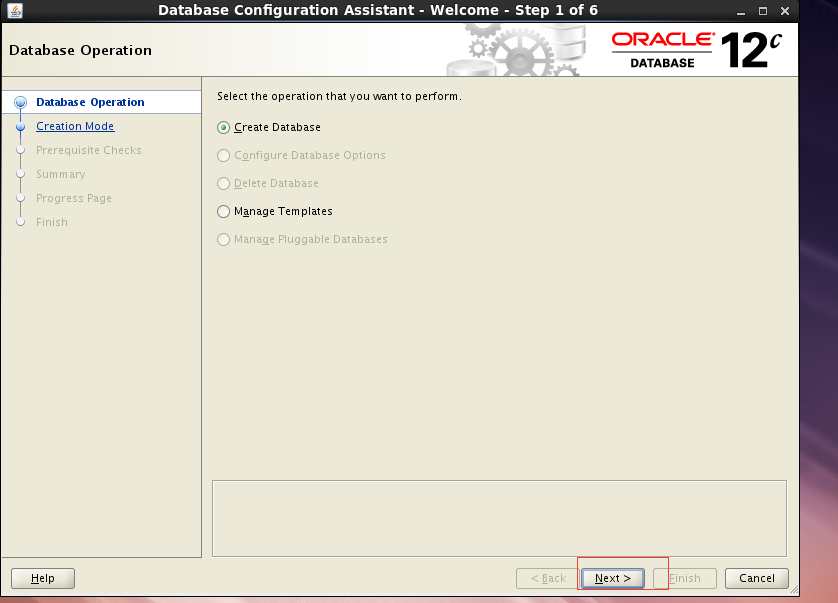 Database Configuration Assistant - Welcome - Step 1 of 6
Database Operation
ORACLE
DATABASE
12c
Database Operation
Creation Mode
Prerequisite Checks
Summary
Progress Page
Finish
Select the operation that you want to perform.
Create Database
Configure Database Options
Delete Database
Manage Templates
Manage Pluggable Databases
Help
< Back
Next >
Finish
Cancel